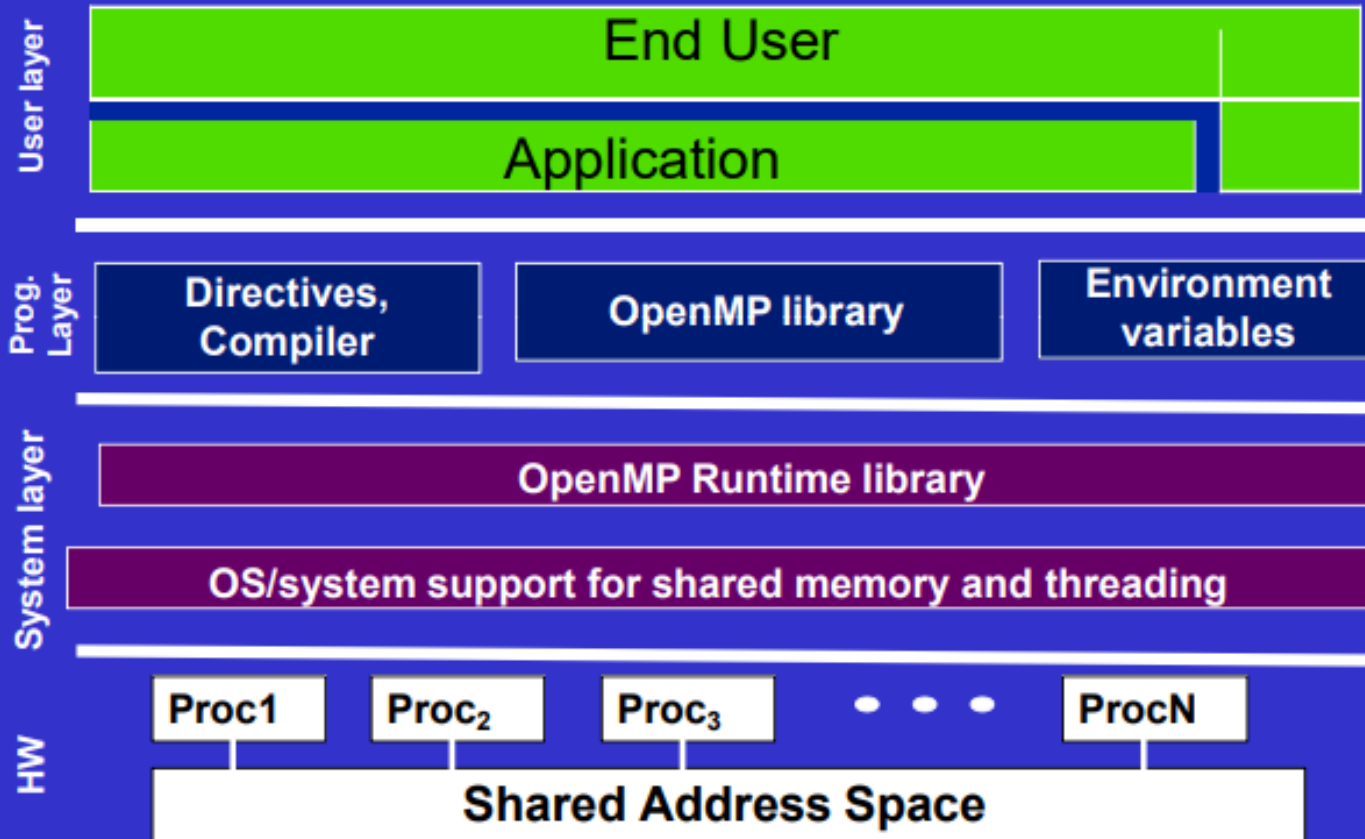 User layer
End User
Application
Prog.
Layer
Directives,
Compiler
OpenMP library
Environment
variables
System layer
OpenMP Runtime library
OS/system support for shared memory and threading
HW
Proc1
Proc₂
Proc₃
• • •
ProcN
Shared Address Space